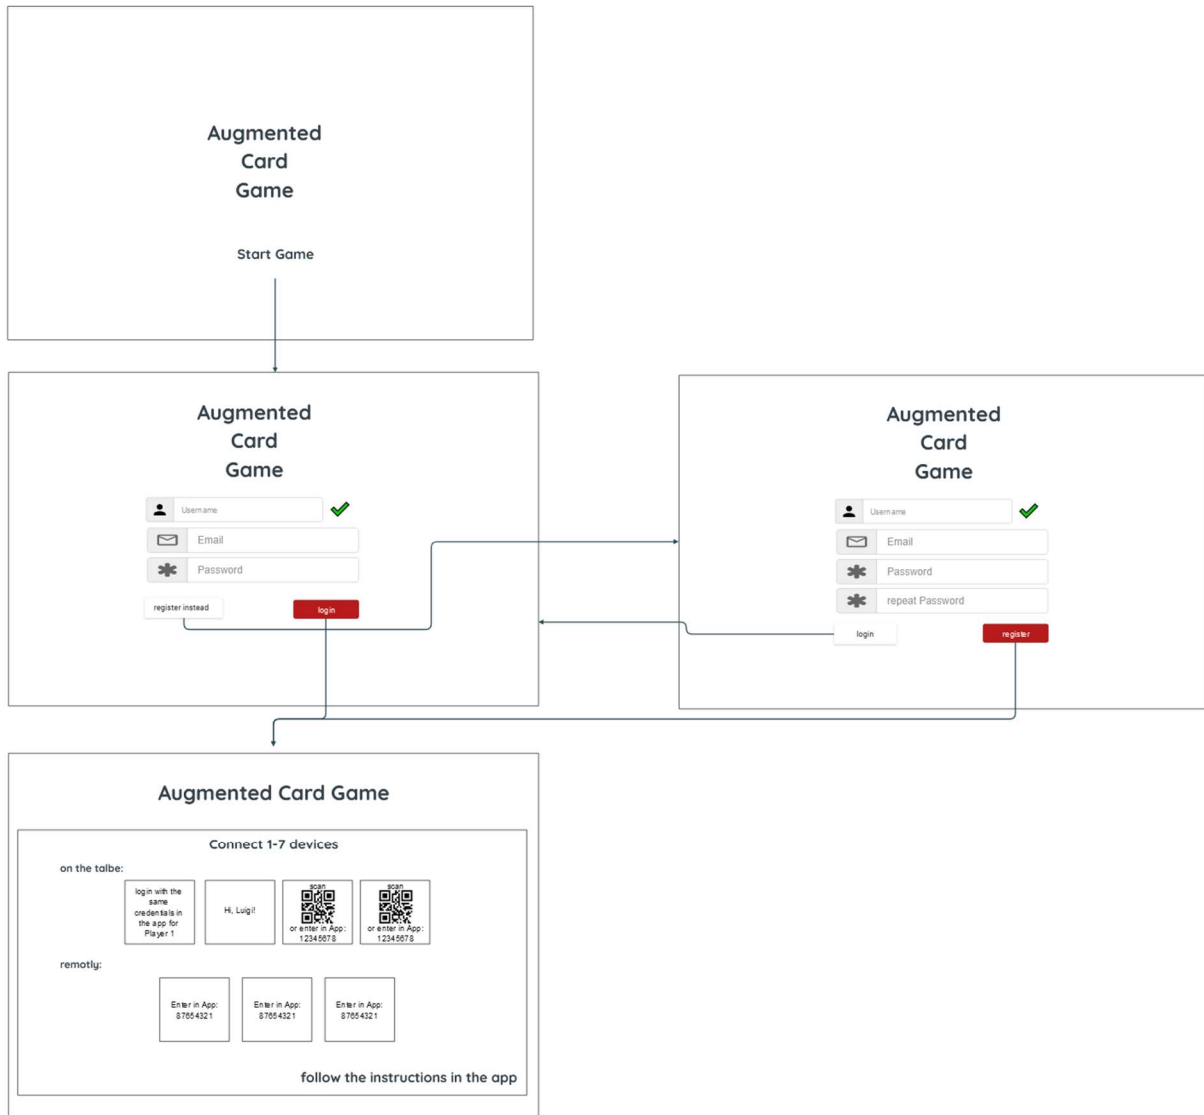 Augmented
Card
Game
Start Game
Augmented
Card
Game
Username
Email
Password
register instead
login
Augmented
Card
Game
Username
Email
Password
repeat Password
login
register
Augmented Card Game
Connect 1-7 devices
on the talbe:
login with the
same
credentials in
the app for
Player 1
Hi, Luigi!
scan
or enter in App:
12345678
scan
or enter in App:
12345678
remotly:
Enter in App:
87654321
Enter in App:
87654321
Enter in App:
87654321
follow the instructions in the app